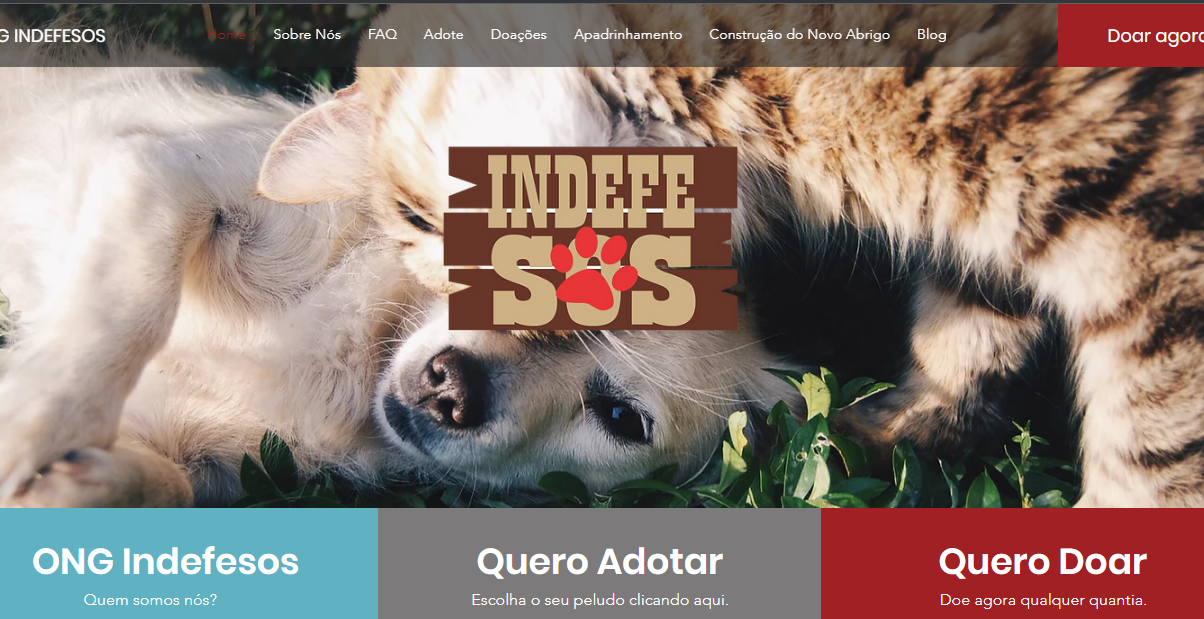 G INDEFESOS
Home Sobre Nós FAQ Adote Doações Apadrinhamento Construção do Novo Abrigo Blog
Doar agora
INDEFE
SOS
ONG Indefesos
Quem somos nós?
Quero Adotar
Escolha o seu peludo clicando aqui.
Quero Doar
Doe agora qualquer quantia.